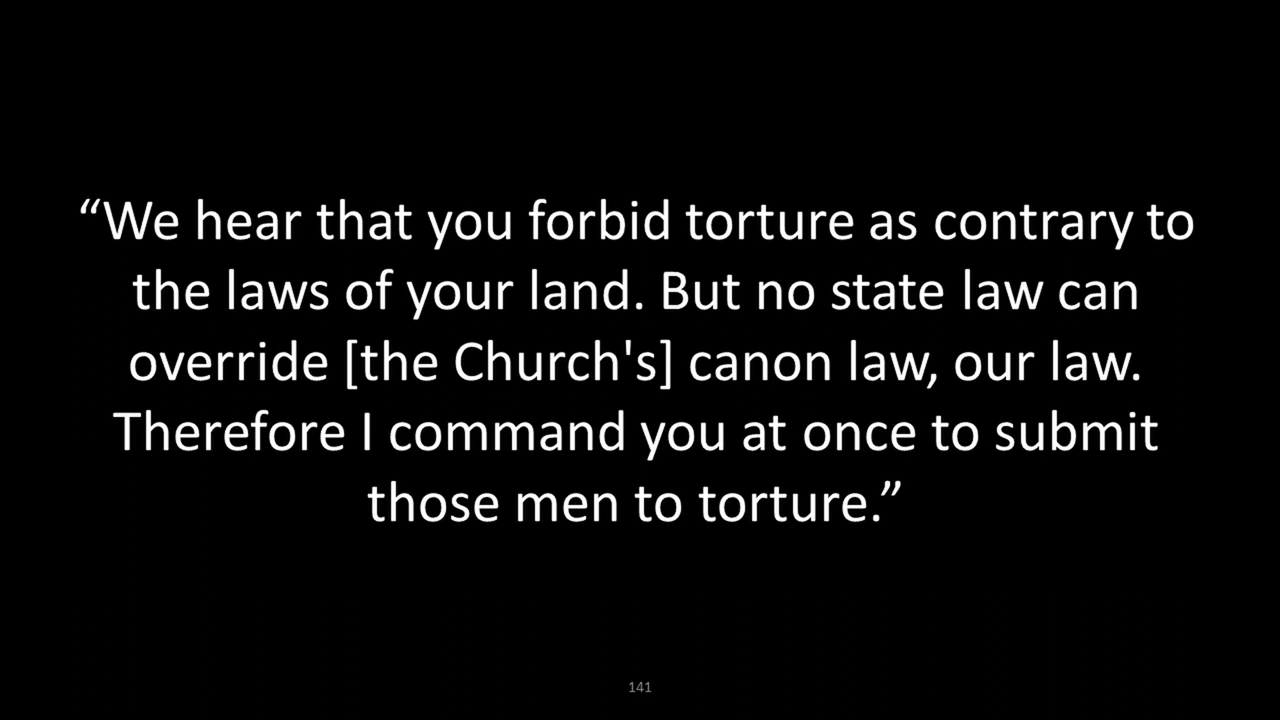 “We hear that you forbid torture as contrary to
the laws of your land. But no state law can
override [the Church's] canon law, our law.
Therefore I command you at once to submit
those men to torture.”
141